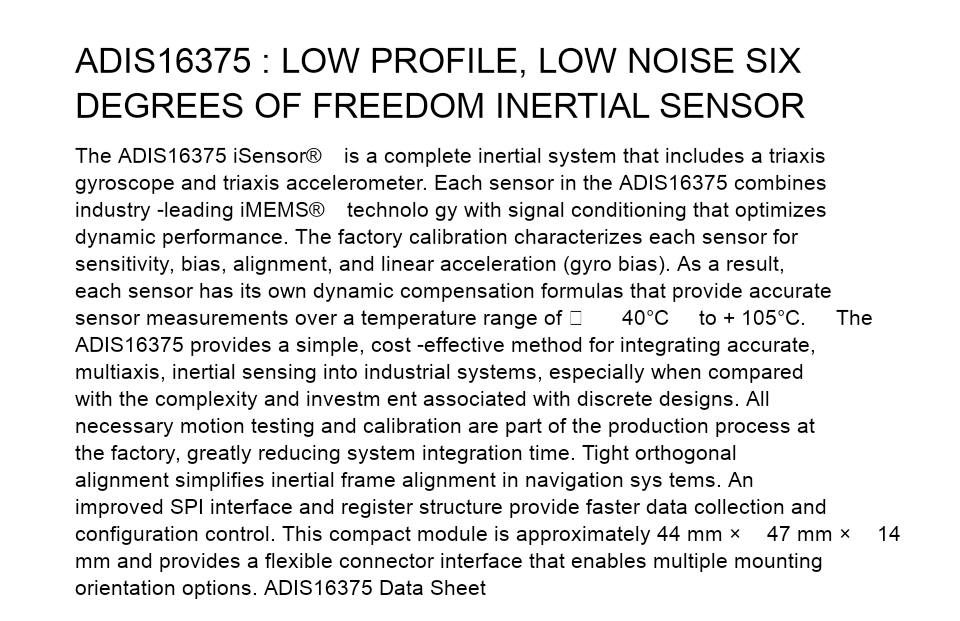 ADIS16375 : LOW PROFILE, LOW NOISE SIX
DEGREES OF FREEDOM INERTIAL SENSOR
The ADIS16375 iSensor® is a complete inertial system that includes a triaxis
gyroscope and triaxis accelerometer. Each sensor in the ADIS16375 combines
industry -leading iMEMS® technolo gy with signal conditioning that optimizes
dynamic performance. The factory calibration characterizes each sensor for
sensitivity, bias, alignment, and linear acceleration (gyro bias). As a result,
each sensor has its own dynamic compensation formulas that provide accurate
sensor measurements over a temperature range of □ 40°C to + 105°C. The
ADIS16375 provides a simple, cost -effective method for integrating accurate,
multiaxis, inertial sensing into industrial systems, especially when compared
with the complexity and investm ent associated with discrete designs. All
necessary motion testing and calibration are part of the production process at
the factory, greatly reducing system integration time. Tight orthogonal
alignment simplifies inertial frame alignment in navigation sys tems. An
improved SPI interface and register structure provide faster data collection and
configuration control. This compact module is approximately 44 mm × 47 mm × 14
mm and provides a flexible connector interface that enables multiple mounting
orientation options. ADIS16375 Data Sheet